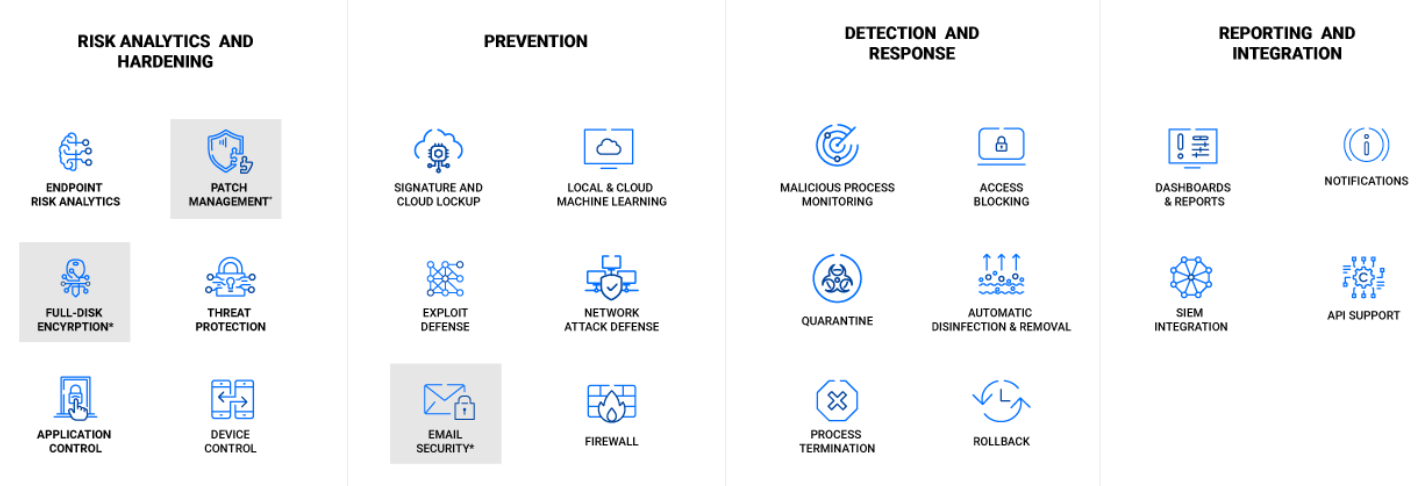 RISK ANALYTICS AND
HARDENING
ENDPOINT
RISK ANALYTICS
PATCH
MANAGEMENT*
FULL-DISK
ENCYRPTION*
THREAT
PROTECTION
APPLICATION
CONTROL
DEVICE
CONTROL
PREVENTION
SIGNATURE AND
CLOUD LOCKUP
LOCAL & CLOUD
MACHINE LEARNING
EXPLOIT
DEFENSE
NETWORK
ATTACK DEFENSE
EMAIL
SECURITY*
FIREWALL
DETECTION AND
RESPONSE
MALICIOUS PROCESS
MONITORING
ACCESS
BLOCKING
QUARANTINE
AUTOMATIC
DISINFECTION & REMOVAL
PROCESS
TERMINATION
ROLLBACK
REPORTING AND
INTEGRATION
DASHBOARDS
& REPORTS
NOTIFICATIONS
SIEM
INTEGRATION
API SUPPORT